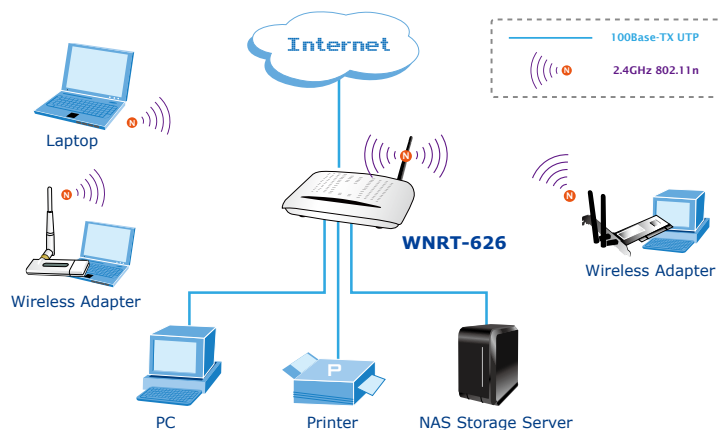 Internet
100Base-TX UTP
N
2.4GHz 802.11n
N
Laptop
N
N
N
WNRT-626
Wireless Adapter
Wireless Adapter
P
PC
Printer
NAS Storage Server